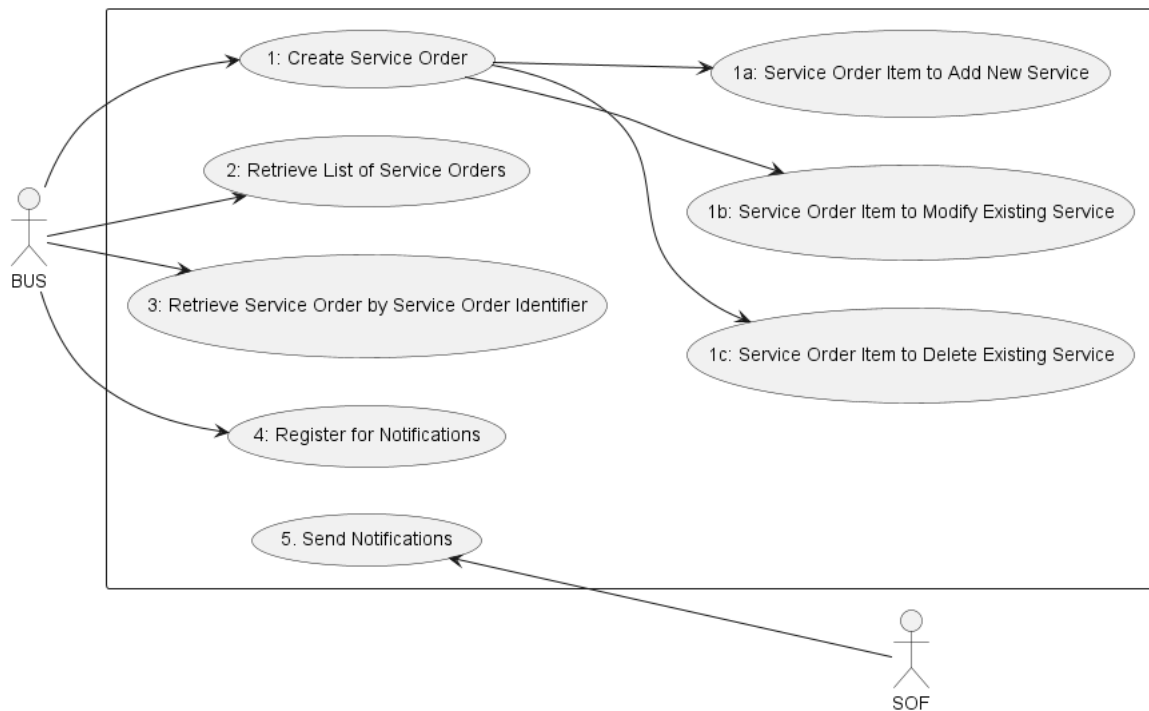 1: Create Service Order
1a: Service Order Item to Add New Service
2: Retrieve List of Service Orders
1b: Service Order Item to Modify Existing Service
BUS
3: Retrieve Service Order by Service Order Identifier
1c: Service Order Item to Delete Existing Service
4: Register for Notifications
5. Send Notifications
SOF